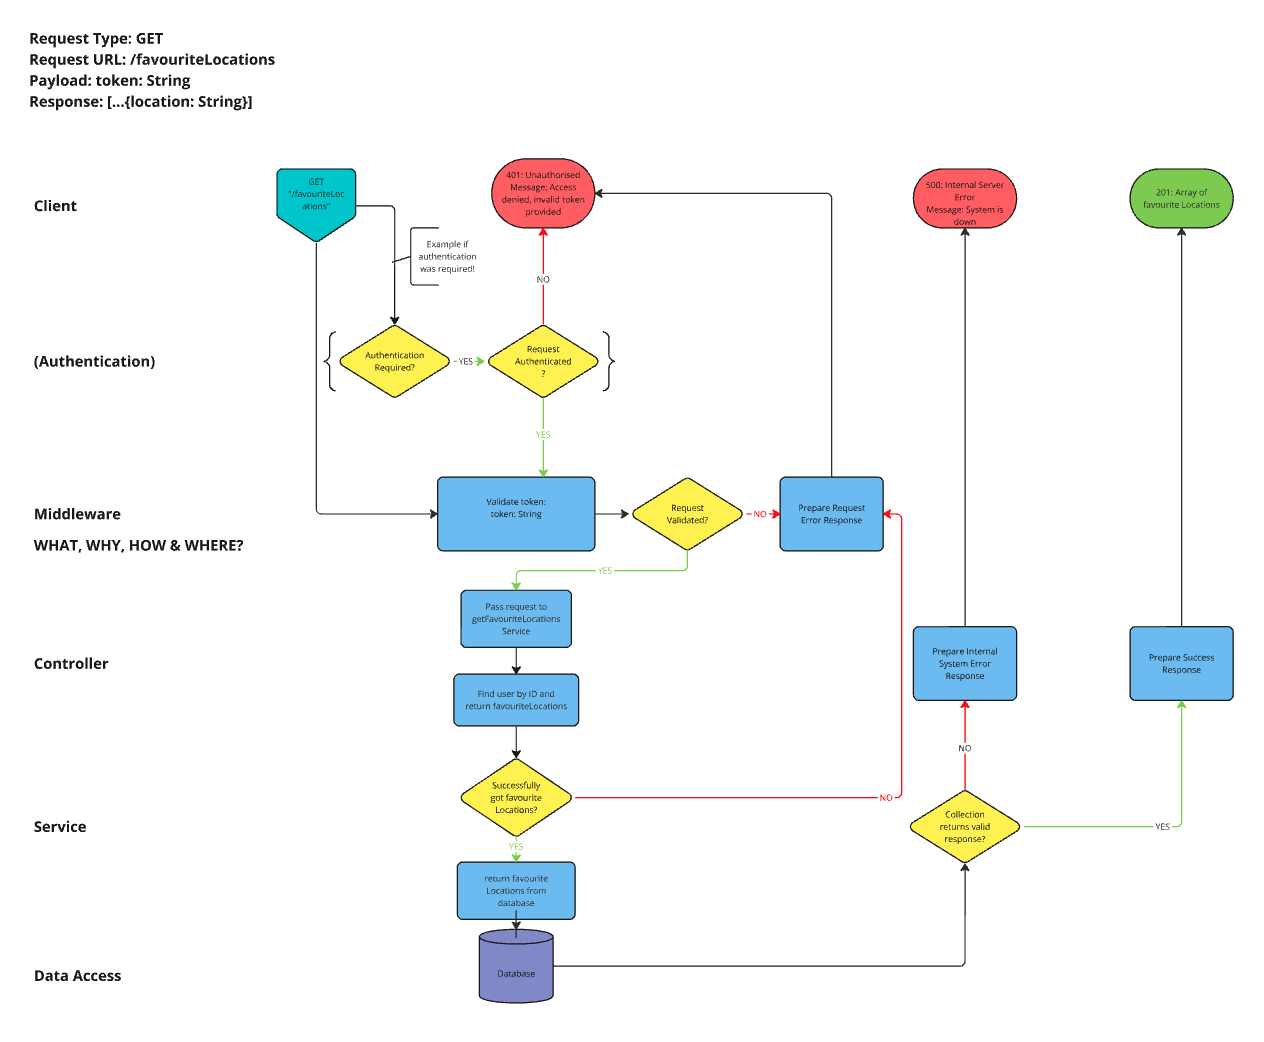 Request Type: GET
Request URL: /favouriteLocations
Payload: token: String
Response: [...{location: String}]
Client
GET
"/favouriteLoc
ations"
401: Unauthorised
Message: Access
denied, invalid token
provided
500: Internal Server
Error
Message: System is
down
201: Array of
favourite Locations
Example if
authentication
was required!
NO
(Authentication)
Authentication
Required?
YES
Request
Authenticated
?
YES
Middleware
WHAT, WHY, HOW & WHERE?
Validate token:
token: String
Request
Validated?
NO
Prepare Request
Error Response
YES
Controller
Pass request to
getFavouriteLocations
Service
Find user by ID and
return favouriteLocations
Prepare Internal
System Error
Response
Prepare Success
Response
NO
Service
Successfully
got favourite
Locations?
NO
YES
Collection
returns valid
response?
YES
return favourite
Locations from
database
Data Access
Database